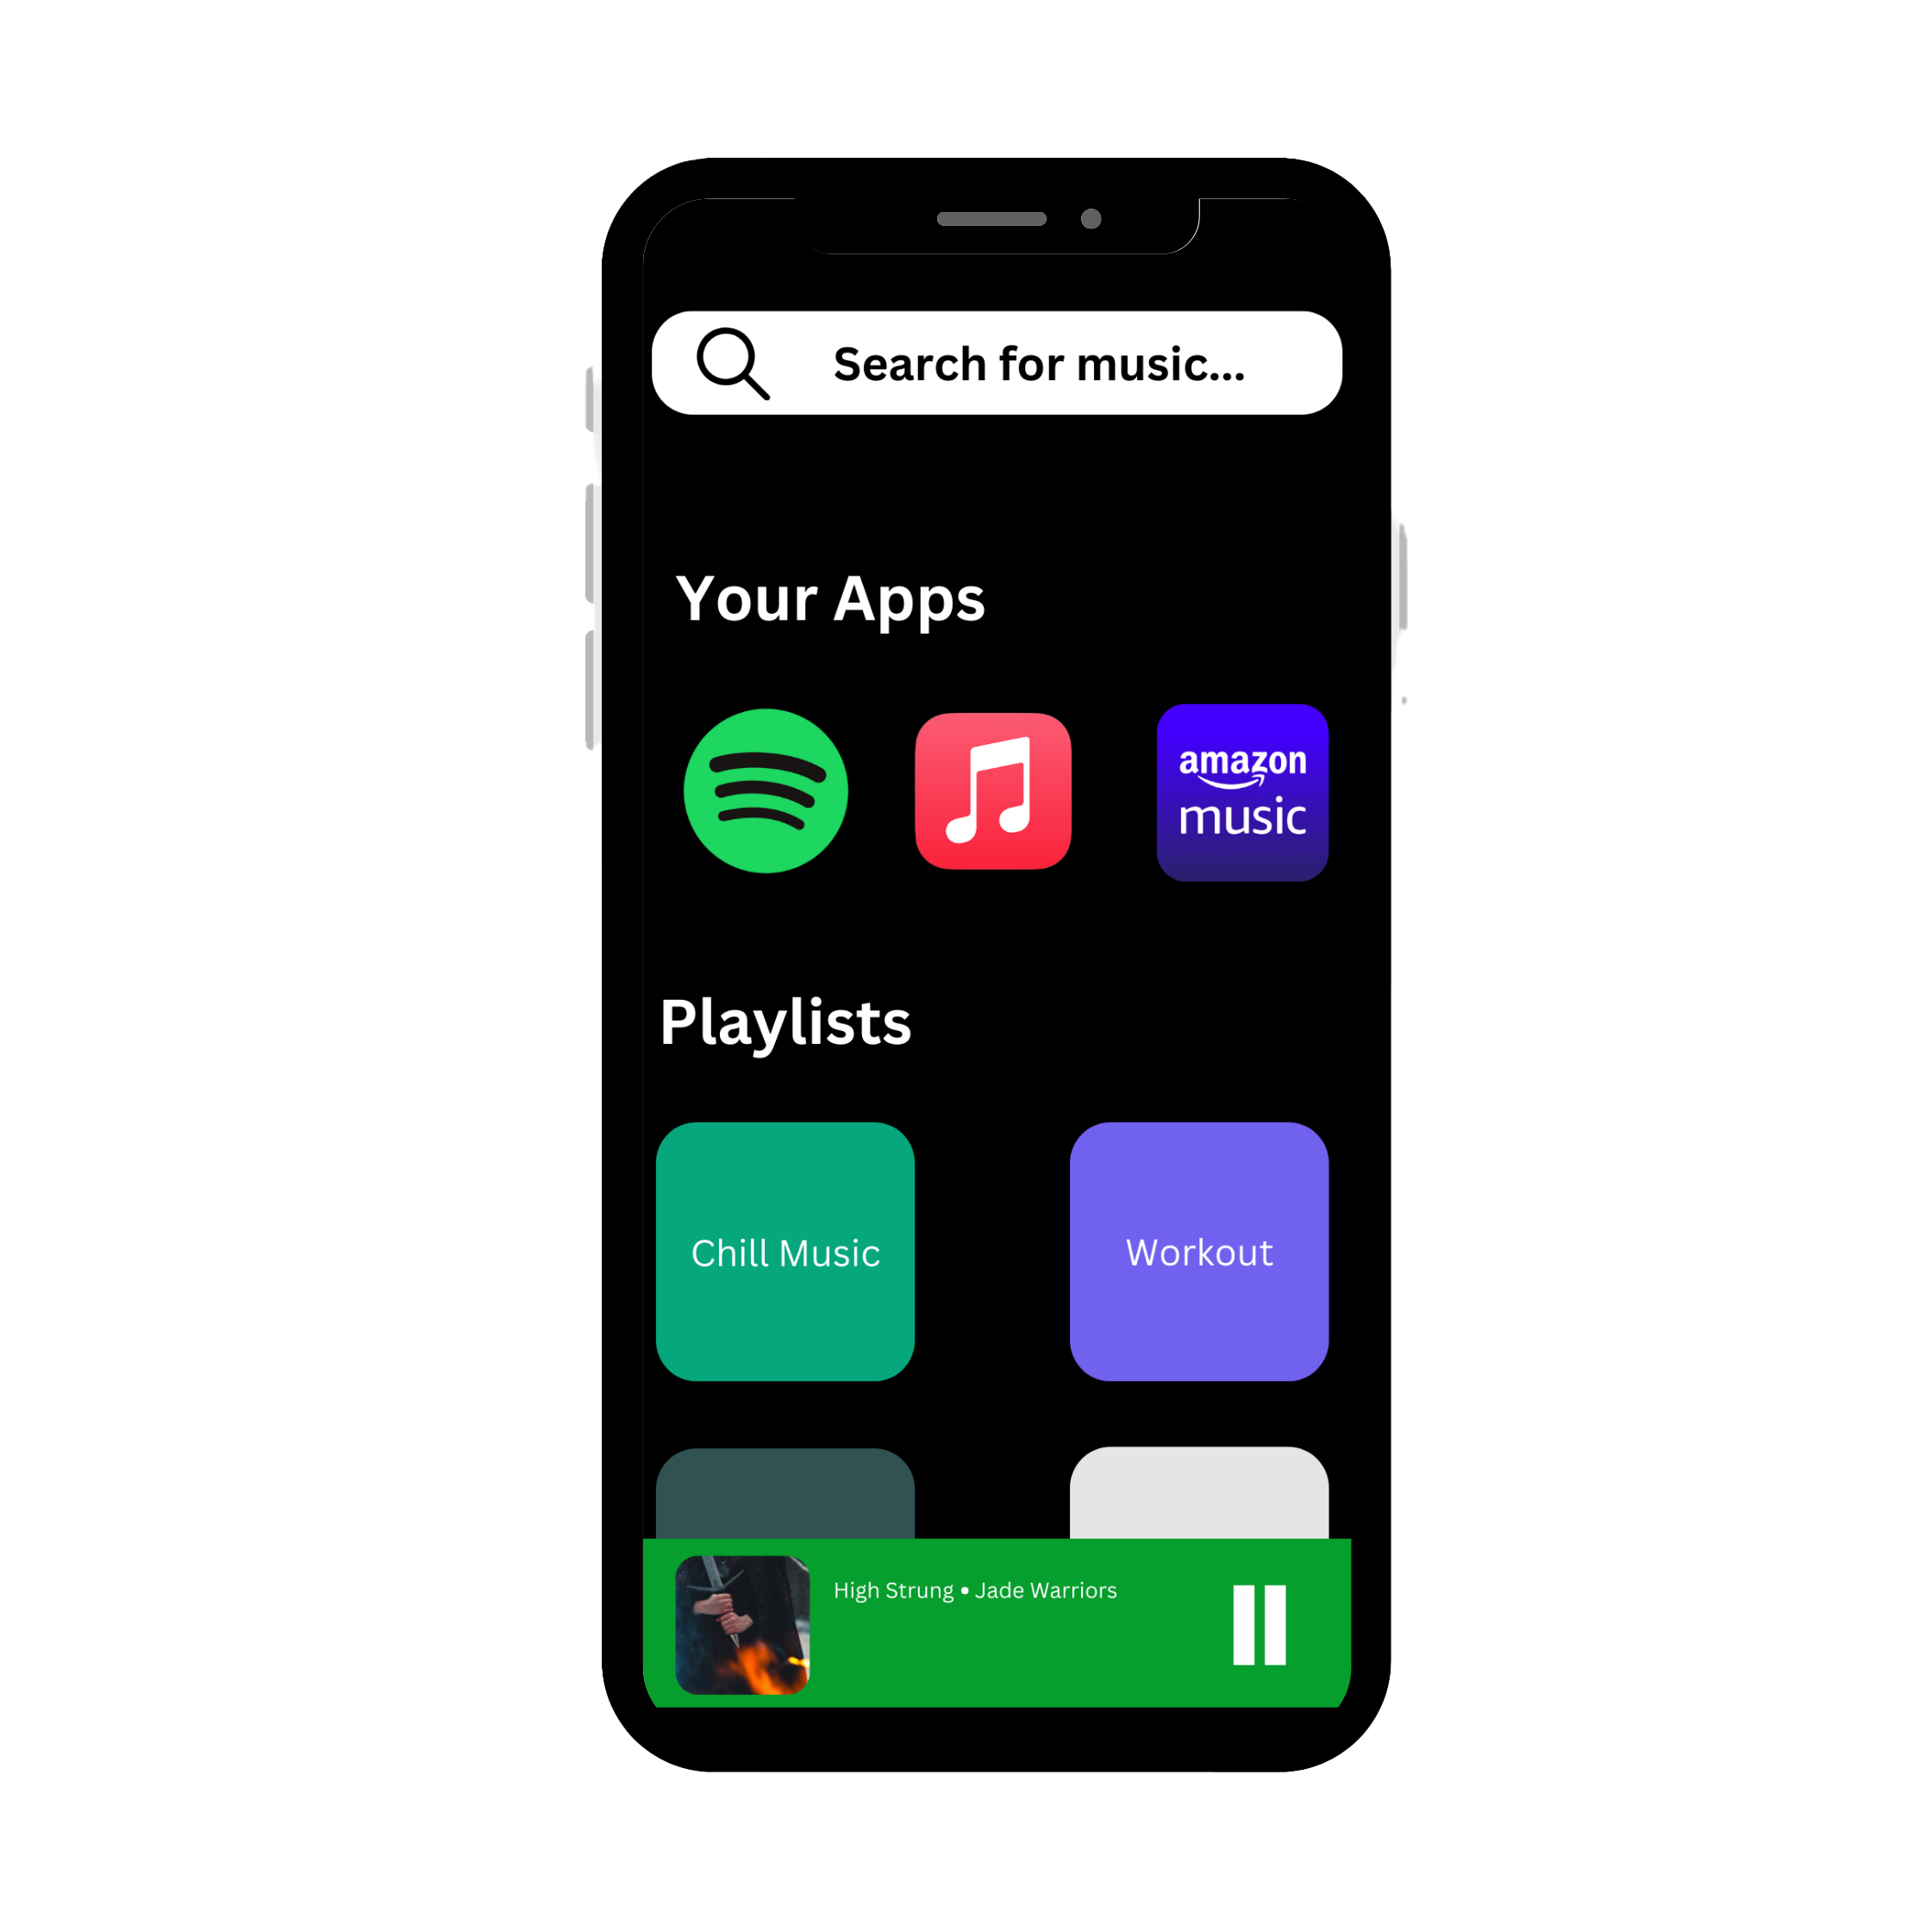 Search for music...
Your Apps
amazon
music
Playlists
Chill Music
Workout
High Strung • Jade Warriors